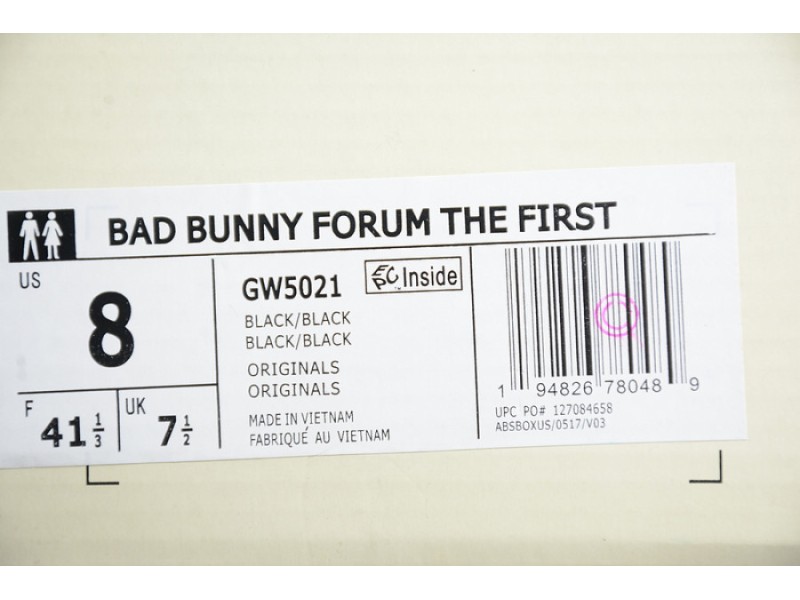 BAD BUNNY FORUM THE FIRST
US
8
F
41 1/3
UK
7 1/2
GW5021
Inside
BLACK/BLACK
BLACK/BLACK
ORIGINALS
ORIGINALS
MADE IN VIETNAM
FABRIQUÉ AU VIETNAM
1 94826 78048 9
UPC PO# 127084658
ABSBOXUS/0517/V03